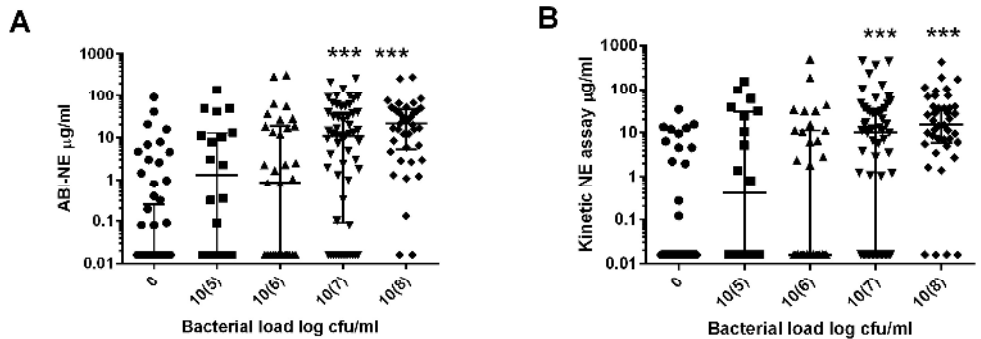 A
AB-NE µg/ml
1000
100
10
1
0.1
0.01
*** ***
0 10(5) 10(6) 10(7) 10(8)
Bacterial load log cfu/ml
B
Kinetic NE assay µg/ml
1000
100
10
1
0.1
0.01
*** ***
0 10(5) 10(6) 10(7) 10(8)
Bacterial load log cfu/ml